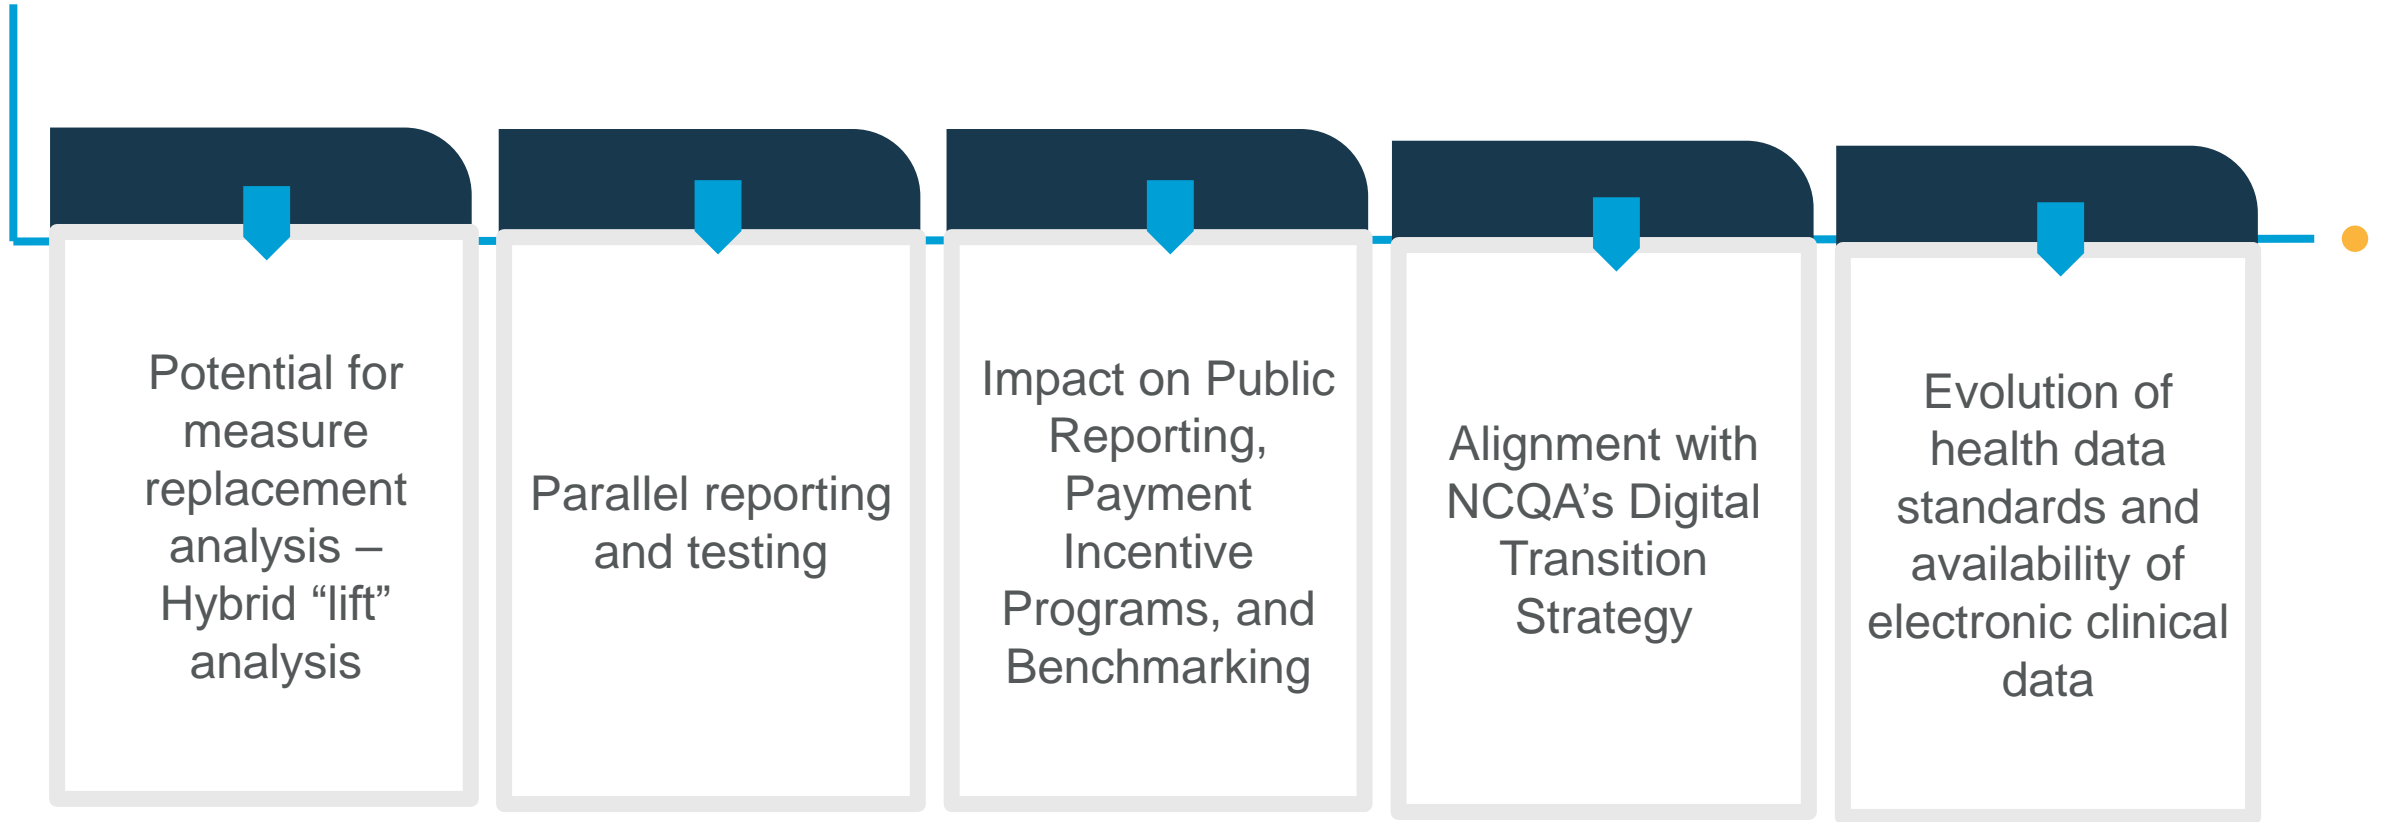 Potential for
measure
replacement
analysis –
Hybrid “lift”
analysis
Parallel reporting
and testing
Impact on Public
Reporting,
Payment
Incentive
Programs, and
Benchmarking
Alignment with
NCQA’s Digital
Transition
Strategy
Evolution of
health data
standards and
availability of
electronic clinical
data